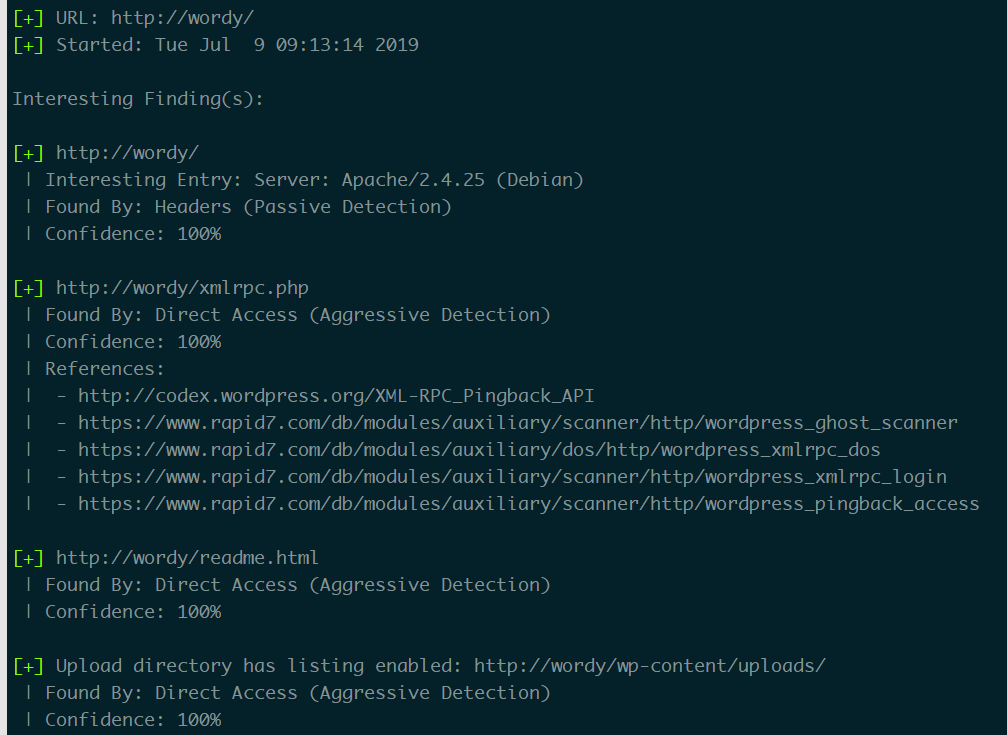 [+] URL: http://wordy/
[+] Started: Tue Jul  9 09:13:14 2019
Interesting Finding(s):
[+] http://wordy/
| Interesting Entry: Server: Apache/2.4.25 (Debian)
| Found By: Headers (Passive Detection)
| Confidence: 100%
[+] http://wordy/xmlrpc.php
| Found By: Direct Access (Aggressive Detection)
| Confidence: 100%
| References:
|  - http://codex.wordpress.org/XML-RPC_Pingback_API
|  - https://www.rapid7.com/db/modules/auxiliary/scanner/http/wordpress_ghost_scanner
|  - https://www.rapid7.com/db/modules/auxiliary/dos/http/wordpress_xmlrpc_dos
|  - https://www.rapid7.com/db/modules/auxiliary/scanner/http/wordpress_xmlrpc_login
|  - https://www.rapid7.com/db/modules/auxiliary/scanner/http/wordpress_pingback_access
[+] http://wordy/readme.html
| Found By: Direct Access (Aggressive Detection)
| Confidence: 100%
[+] Upload directory has listing enabled: http://wordy/wp-content/uploads/
| Found By: Direct Access (Aggressive Detection)
| Confidence: 100%